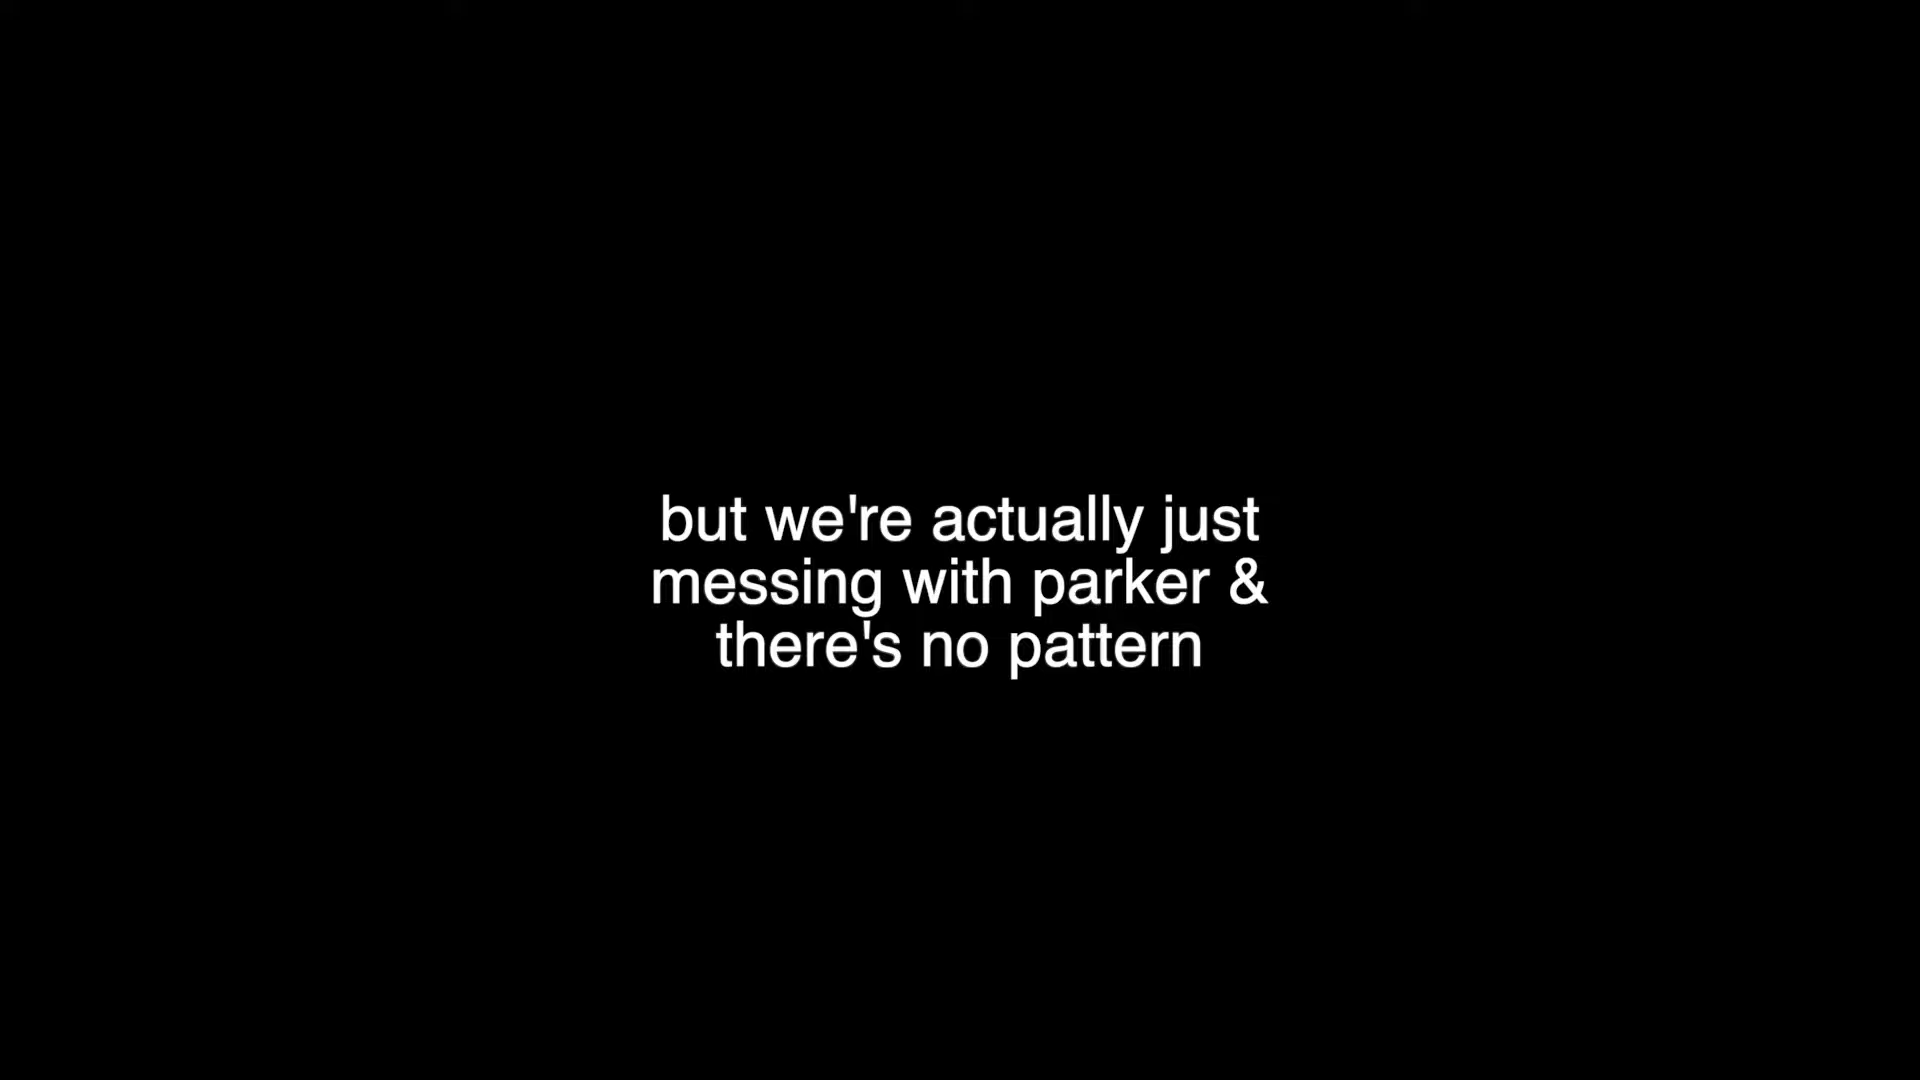 but we're actually just
messing with parker &
there's no pattern